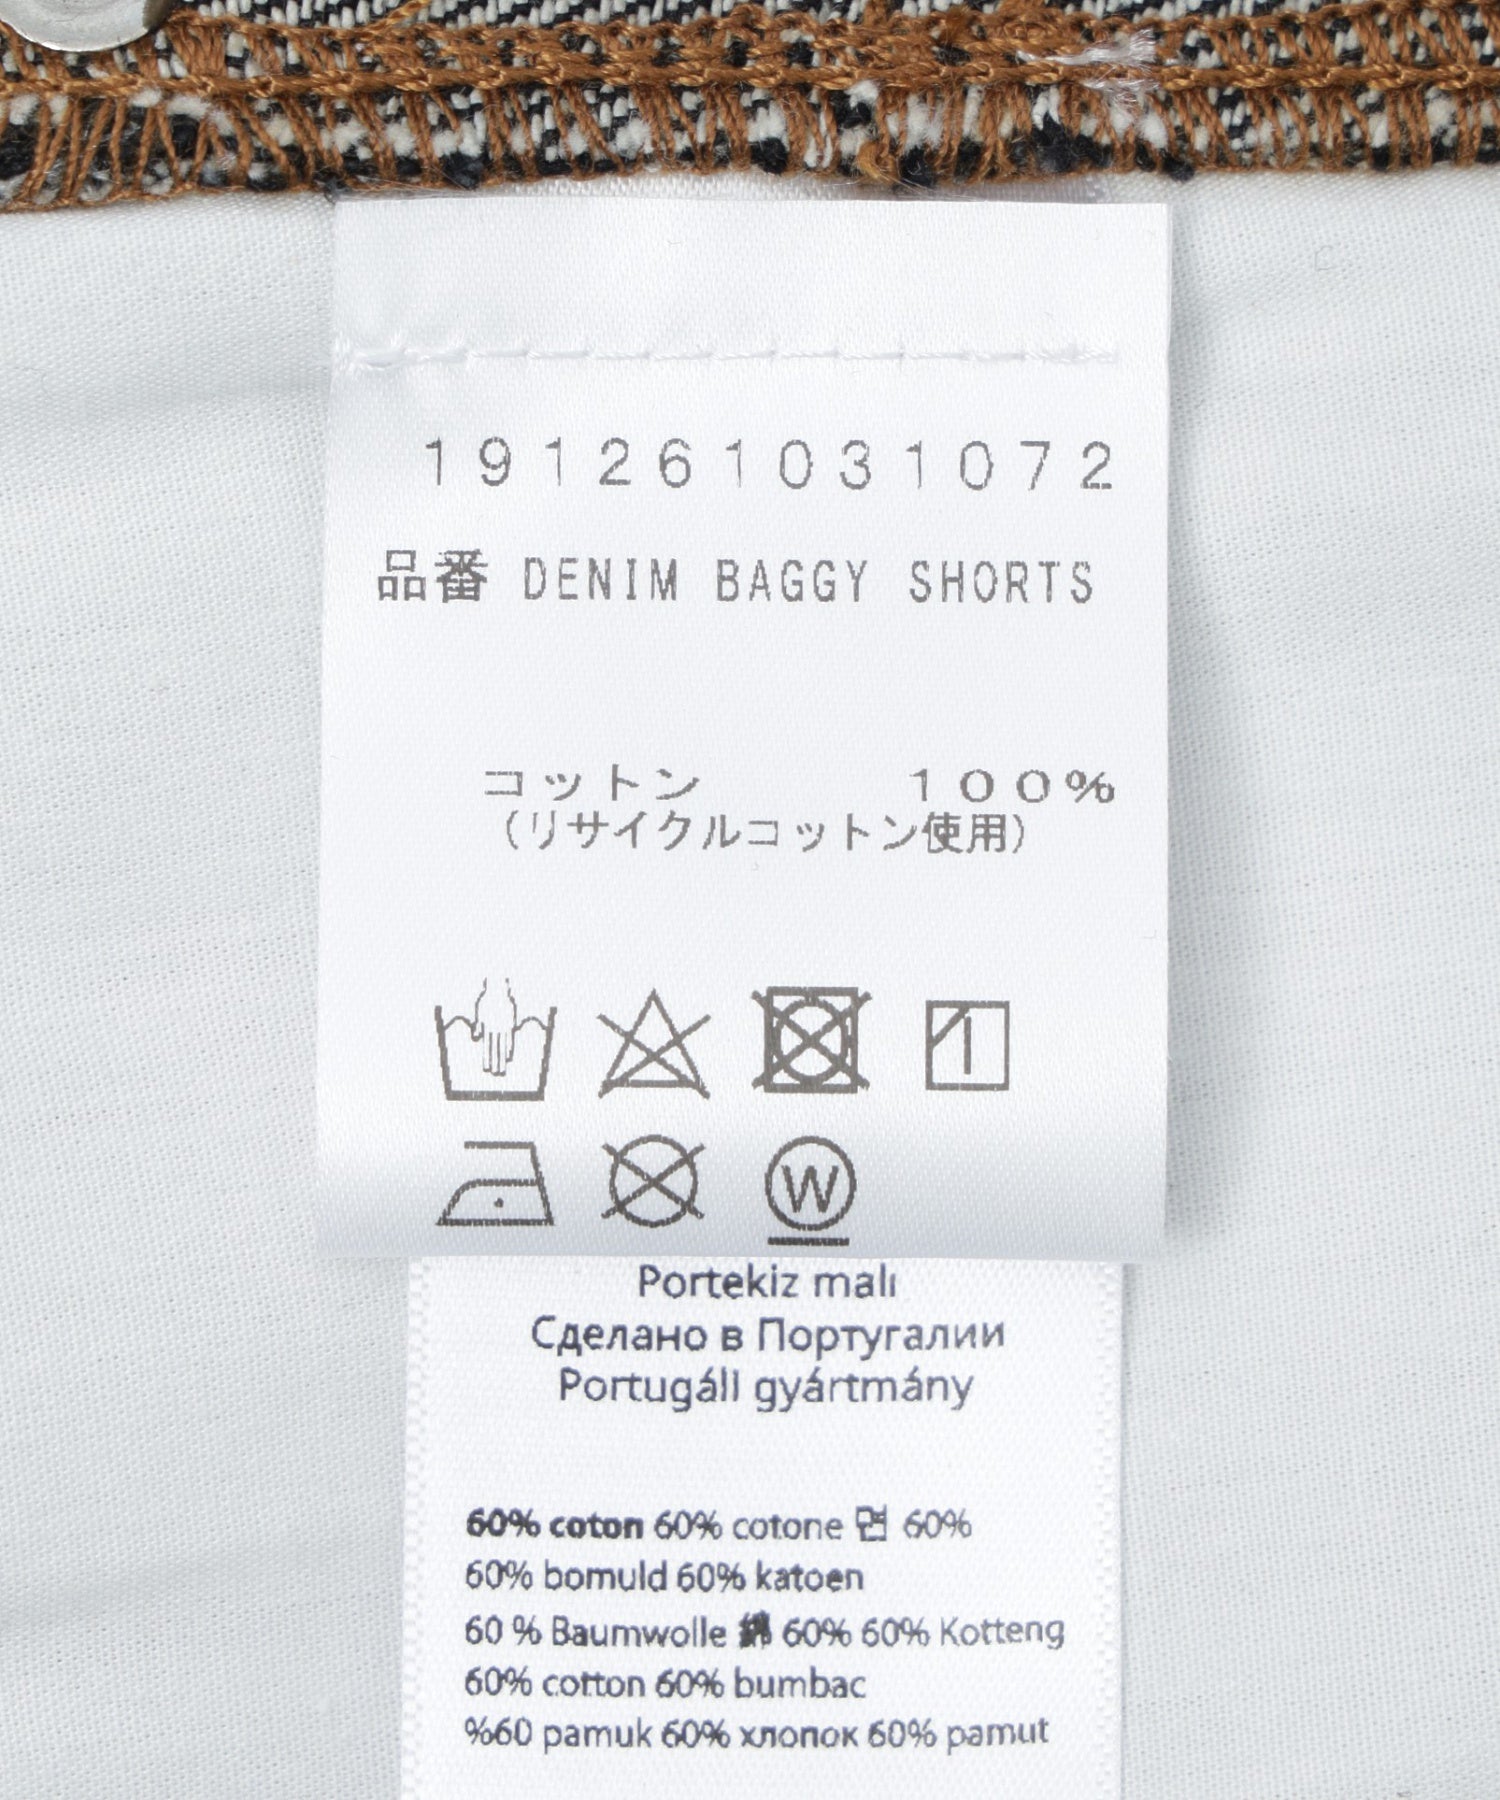 191261031072
品番 DENIM BAGGY SHORTS
コットン 100%
（リサイクルコットン使用）
W
Portekiz malı
Сделано в Португалии
Portugáli gyártmány
60% coton 60% cotone 60%
60% bomuld 60% katoen
60 % Baumwolle 綿 60% 60% Kotteng
60% cotton 60% bumbac
%60 pamuk 60% хлопок 60% pamut